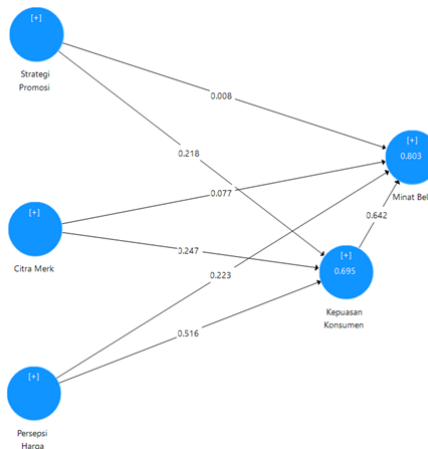 [+]
Strategi
Promosi
0.008
[+]
0.803
Minat Bel
0.218
0.077
[+]
Citra Merk
0.642
0.247
[+]
0.695
Kepuasan
Konsumen
0.223
0.516
[+]
Persepsi
Harga